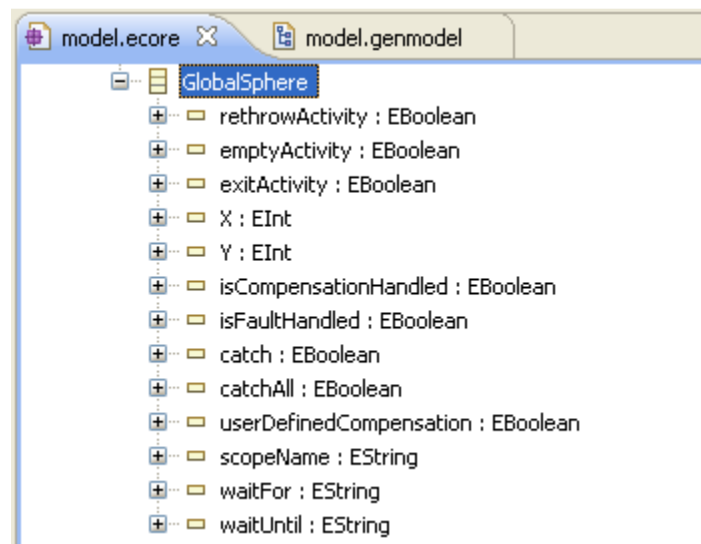 model.ecore model.genmodel
GlobalSphere
rethrowActivity : EBoolean
emptyActivity : EBoolean
exitActivity : EBoolean
X : EInt
Y : EInt
isCompensationHandled : EBoolean
isFaultHandled : EBoolean
catch : EBoolean
catchAll : EBoolean
userDefinedCompensation : EBoolean
scopeName : EString
waitFor : EString
waitUntil : EString